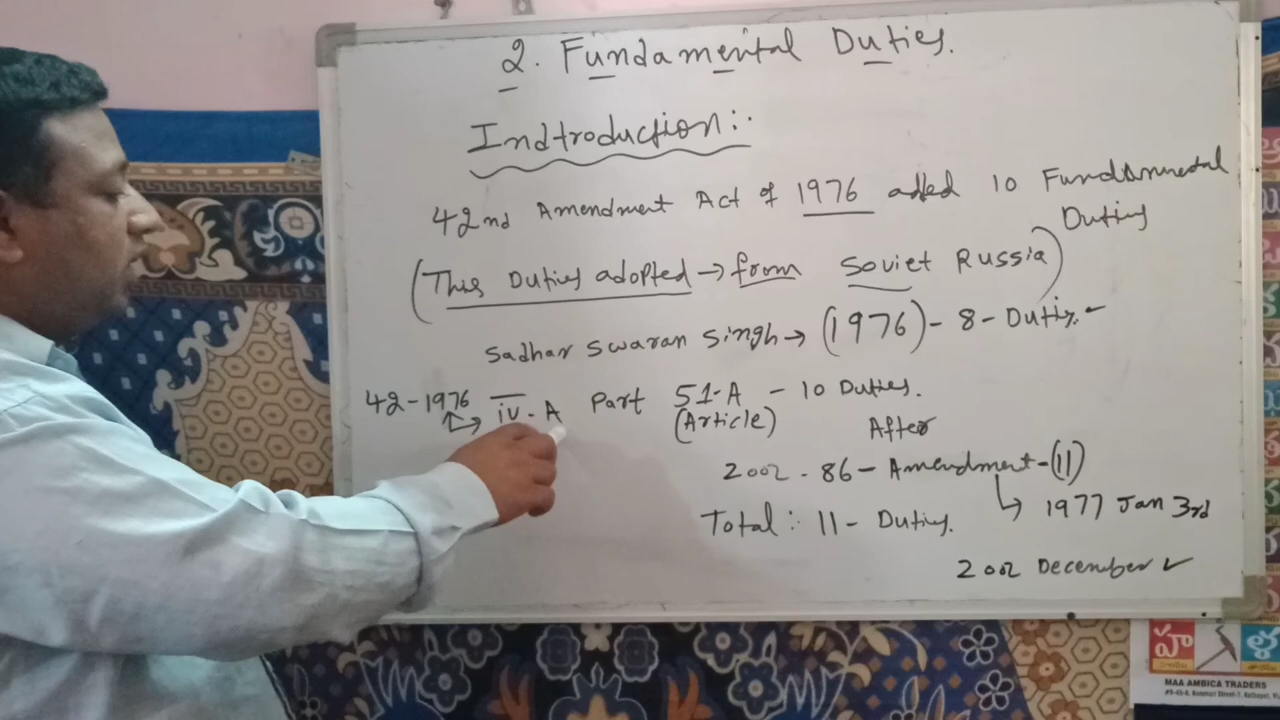 2. Fundamental Duties.
Indtroduction:-
42nd Amendment Act of 1976 added 10 Fundamental
Duties
(This Duties adopted → from Soviet Russia)
Sadhar Swaran Singh → (1976) - 8 - Duties.
42-1976 → iv-A Part 51-A - 10 Duties.
(Article) After
2002 - 86 - Amendment - (11)
↳ 1977 Jan 3rd
Total: 11 - Duties.
2002 December ✓
MAA AMBICA TRADERS